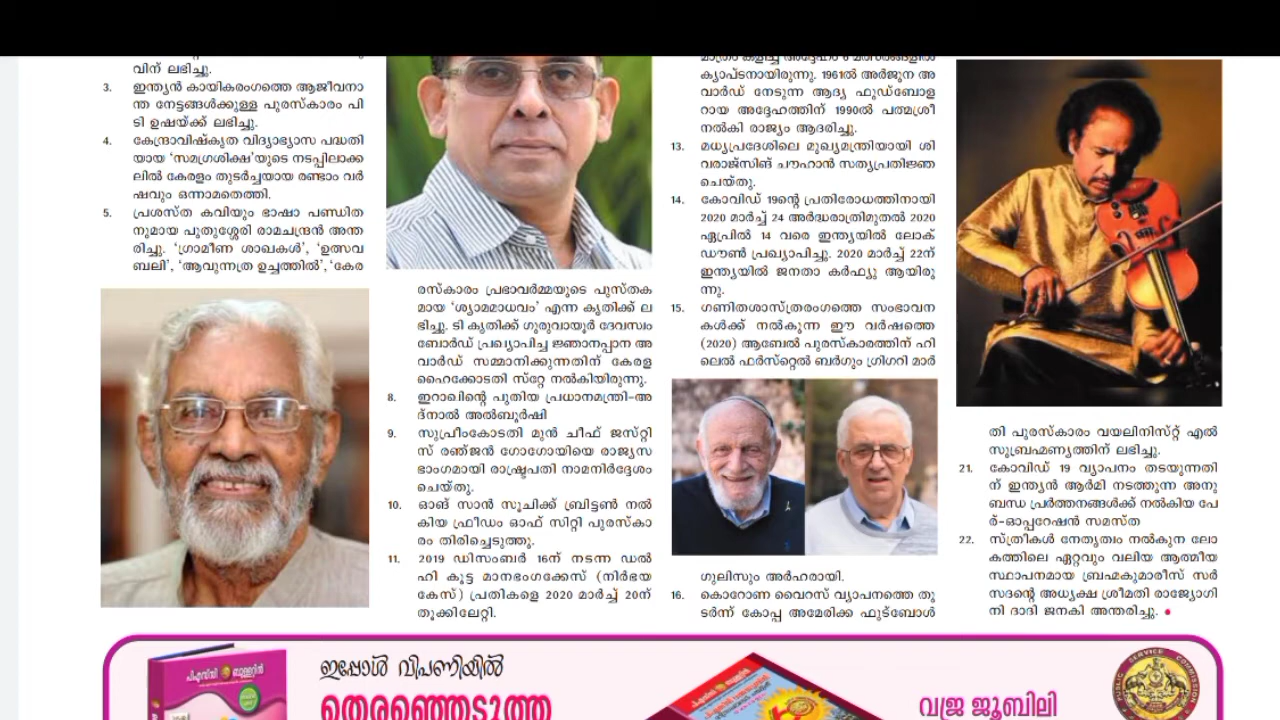 വിന് ലഭിച്ചു.
3. ഇന്ത്യൻ കായികരംഗത്തെ ആജീവനാ
ന്ത നേട്ടങ്ങൾക്കുള്ള പുരസ്കാരം പി
ടി ഉഷയ്ക്ക് ലഭിച്ചു.
4. കേന്ദ്രാവിഷ്കൃത വിദ്യാഭ്യാസ പദ്ധതി
യായ 'സമഗ്രശിക്ഷ'യുടെ നടപ്പിലാക്ക
ലിൽ കേരളം തുടർച്ചയായ രണ്ടാം വർ
ഷവും ഒന്നാമതെത്തി.
5. പ്രശസ്ത കവിയും ഭാഷാ പണ്ഡിത
നുമായ പുതുശ്ശേരി രാമചന്ദ്രൻ അന്ത
രിച്ചു. 'ഗ്രാമീണ ശാഖകൾ', 'ഉത്സവ
ബലി', 'ആവുന്നത്ര ഉച്ചത്തിൽ', 'കേര
രസ്കാരം പ്രഭാവർമ്മയുടെ പുസ്തക
മായ 'ശ്യാമമാധവം' എന്ന കൃതിക്ക് ല
ഭിച്ചു. ടി കൃതിക്ക് ഗുരുവായൂർ ദേവസ്വം
ബോർഡ് പ്രഖ്യാപിച്ച ജ്ഞാനപ്പാന അ
വാർഡ് സമ്മാനിക്കുന്നതിന് കേരള
ഹൈക്കോടതി സ്റ്റേ നൽകിയിരുന്നു.
8. ഇറാഖിന്റെ പുതിയ പ്രധാനമന്ത്രി-അ
ദ്നാൽ അൽബുർഷി
9. സുപ്രീംകോടതി മുൻ ചീഫ് ജസ്റ്റി
സ് രഞ്ജൻ ഗോഗോയിയെ രാജ്യസ
ഭാംഗമായി രാഷ്ട്രപതി നാമനിർദ്ദേശം
ചെയ്തു.
10. ഓങ് സാൻ സൂചിക്ക് ബ്രിട്ടൺ നൽ
കിയ ഫ്രീഡം ഓഫ് സിറ്റി പുരസ്കാ
രം തിരിച്ചെടുത്തു.
11. 2019 ഡിസംബർ 16ന് നടന്ന ഡൽ
ഹി കൂട്ട മാനഭംഗക്കേസ് (നിർഭയ
കേസ്) പ്രതികളെ 2020 മാർച്ച് 20ന്
തൂക്കിലേറ്റി.
ക്യാപ്ടനായിരുന്നു. 1961ൽ അർജുന അ
വാർഡ് നേടുന്ന ആദ്യ ഫുഡ്ബോള
റായ അദ്ദേഹത്തിന് 1990ൽ പത്മശ്രീ
നൽകി രാജ്യം ആദരിച്ചു.
13. മധ്യപ്രദേശിലെ മുഖ്യമന്ത്രിയായി ശി
വരാജ്സിങ് ചൗഹാൻ സത്യപ്രതിജ്ഞ
ചെയ്തു.
14. കോവിഡ് 19ന്റെ പ്രതിരോധത്തിനായി
2020 മാർച്ച് 24 അർദ്ധരാത്രിമുതൽ 2020
ഏപ്രിൽ 14 വരെ ഇന്ത്യയിൽ ലോക്
ഡൗൺ പ്രഖ്യാപിച്ചു. 2020 മാർച്ച് 22ന്
ഇന്ത്യയിൽ ജനതാ കർഫ്യു ആയിരു
ന്നു.
15. ഗണിതശാസ്ത്രരംഗത്തെ സംഭാവന
കൾക്ക് നൽകുന്ന ഈ വർഷത്തെ
(2020) ആബേൽ പുരസ്കാരത്തിന് ഹി
ലെൽ ഫർസ്റ്റെൽ ബർഗും ഗ്രിഗറി മാർ
ഗുലിസും അർഹരായി.
16. കൊറോണ വൈറസ് വ്യാപനത്തെ തു
ടർന്ന് കോപ്പ അമേരിക്ക ഫുട്ബോൾ
തി പുരസ്കാരം വയലിനിസ്റ്റ് എൽ
സുബ്രഹ്മണ്യത്തിന് ലഭിച്ചു.
21. കോവിഡ് 19 വ്യാപനം തടയുന്നതി
ന് ഇന്ത്യൻ ആർമി നടത്തുന്ന അനു
ബന്ധ പ്രർത്തനങ്ങൾക്ക് നൽകിയ പേ
ര്-ഓപ്പറേഷൻ സമസ്ത
22. സ്ത്രീകൾ നേതൃത്വം നൽകുന ലോ
കത്തിലെ ഏറ്റവും വലിയ ആത്മീയ
സ്ഥാപനമായ ബ്രഹ്മകുമാരീസ് സർ
സദന്റെ അധ്യക്ഷ ശ്രീമതി രാജ്യോഗി
നി ദാദി ജനകി അന്തരിച്ചു.
ഇപ്പോൾ വിപണിയിൽ
തെരഞ്ഞെടുത്ത
പിഎസ്‌സി ബുള്ളറ്റിൻ
വജ്ര ജൂബിലി
PUBLIC SERVICE COMMISSION